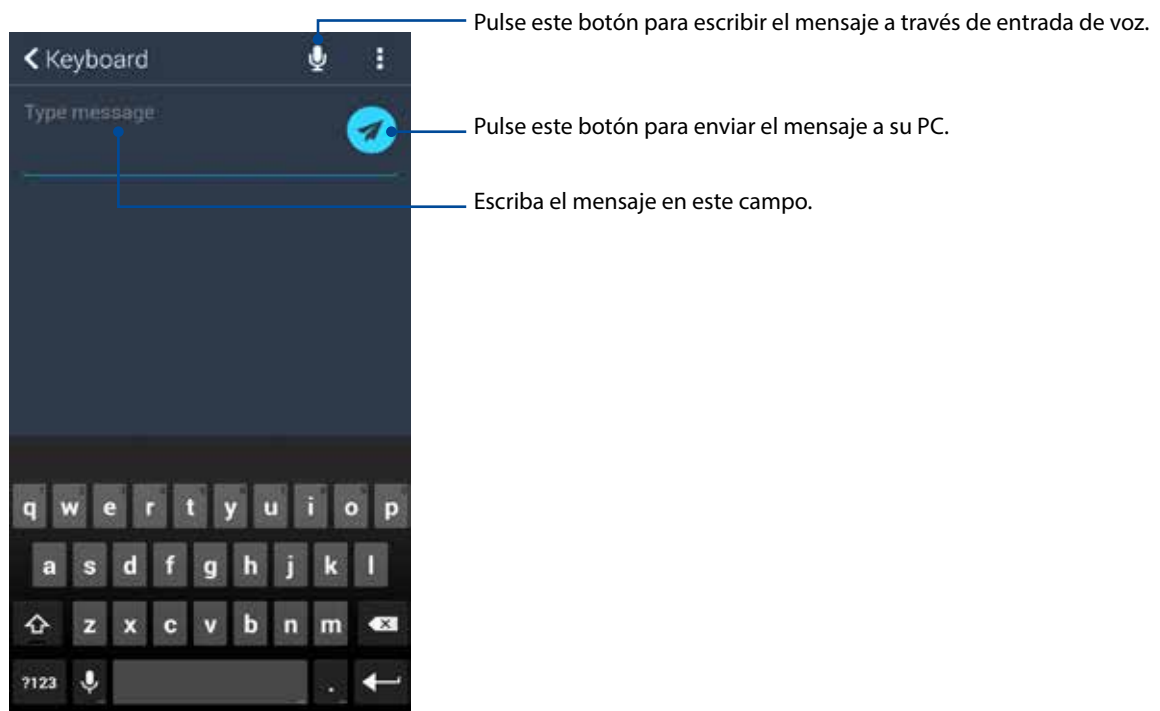 Pulse este botón para escribir el mensaje a través de entrada de voz.
Keyboard
Type message
Pulse este botón para enviar el mensaje a su PC.
Escriba el mensaje en este campo.
q w e r t y u i o p
a s d f g h j k l
z x c v b n m
?123 .